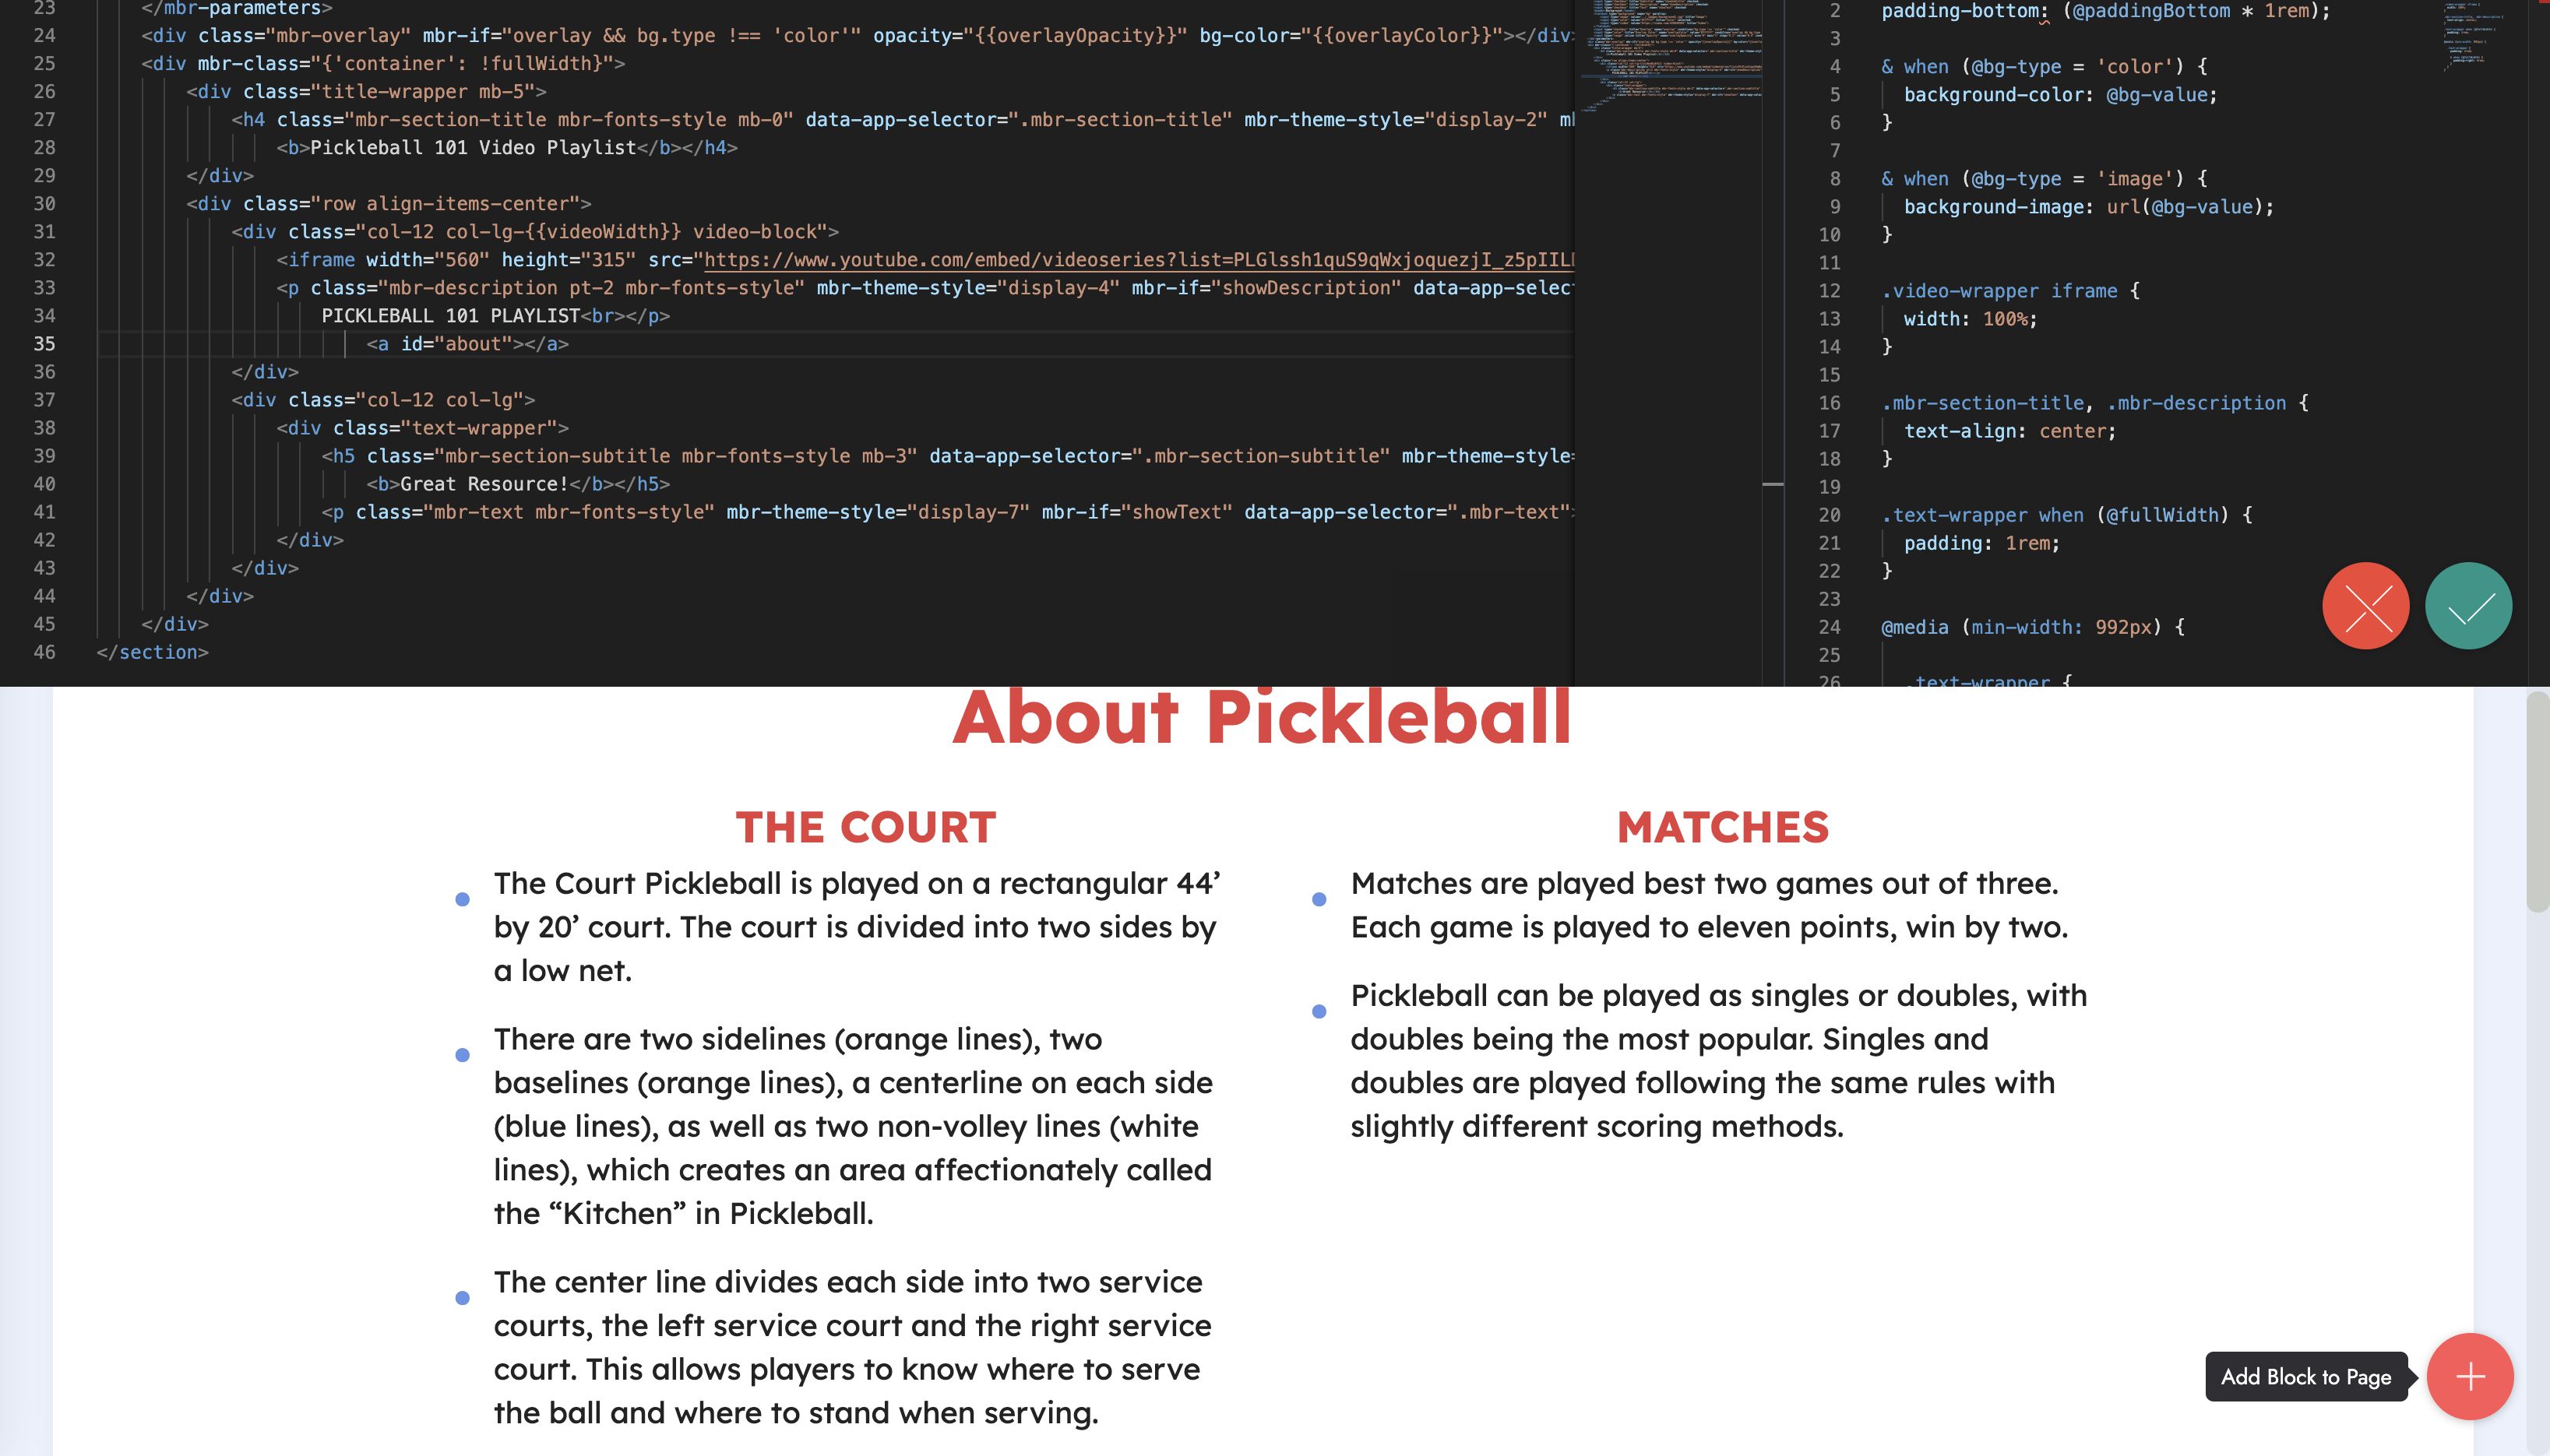 23 </mbr-parameters>
24 <div class="mbr-overlay" mbr-if="overlay && bg.type !== 'color'" opacity="{{overlayOpacity}}" bg-color="{{overlayColor}}"></div>
25 <div mbr-class="{'container': !fullWidth}">
26 <div class="title-wrapper mb-5">
27 <h4 class="mbr-section-title mbr-fonts-style mb-0" data-app-selector=".mbr-section-title" mbr-theme-style="display-2"
28 <b>Pickleball 101 Video Playlist</b></h4>
29 </div>
30 <div class="row align-items-center">
31 <div class="col-12 col-lg-{{videoWidth}} video-block">
32 <iframe width="560" height="315" src="https://www.youtube.com/embed/videoseries?list=PLGlssh1quS9qWxjoquezjI_z5pIIL
33 <p class="mbr-description pt-2 mbr-fonts-style" mbr-theme-style="display-4" mbr-if="showDescription" data-app-selec
34 PICKLEBALL 101 PLAYLIST<br></p>
35 <a id="about"></a>
36 </div>
37 <div class="col-12 col-lg">
38 <div class="text-wrapper">
39 <h5 class="mbr-section-subtitle mbr-fonts-style mb-3" data-app-selector=".mbr-section-subtitle" mbr-theme-style=
40 <b>Great Resource!</b></h5>
41 <p class="mbr-text mbr-fonts-style" mbr-theme-style="display-7" mbr-if="showText" data-app-selector=".mbr-text">
42 </div>
43 </div>
44 </div>
45 </div>
46 </section>
2 padding-bottom: (@paddingBottom * 1rem);
3
4 & when (@bg-type = 'color') {
5 background-color: @bg-value;
6 }
7
8 & when (@bg-type = 'image') {
9 background-image: url(@bg-value);
10 }
11
12 .video-wrapper iframe {
13 width: 100%;
14 }
15
16 .mbr-section-title, .mbr-description {
17 text-align: center;
18 }
19
20 .text-wrapper when (@fullWidth) {
21 padding: 1rem;
22 }
23
24 @media (min-width: 992px) {
25
26 .text-wrapper {
About Pickleball
THE COURT
The Court Pickleball is played on a rectangular 44’
by 20’ court. The court is divided into two sides by
a low net.
There are two sidelines (orange lines), two
baselines (orange lines), a centerline on each side
(blue lines), as well as two non-volley lines (white
lines), which creates an area affectionately called
the “Kitchen” in Pickleball.
The center line divides each side into two service
courts, the left service court and the right service
court. This allows players to know where to serve
the ball and where to stand when serving.
MATCHES
Matches are played best two games out of three.
Each game is played to eleven points, win by two.
Pickleball can be played as singles or doubles, with
doubles being the most popular. Singles and
doubles are played following the same rules with
slightly different scoring methods.
Add Block to Page